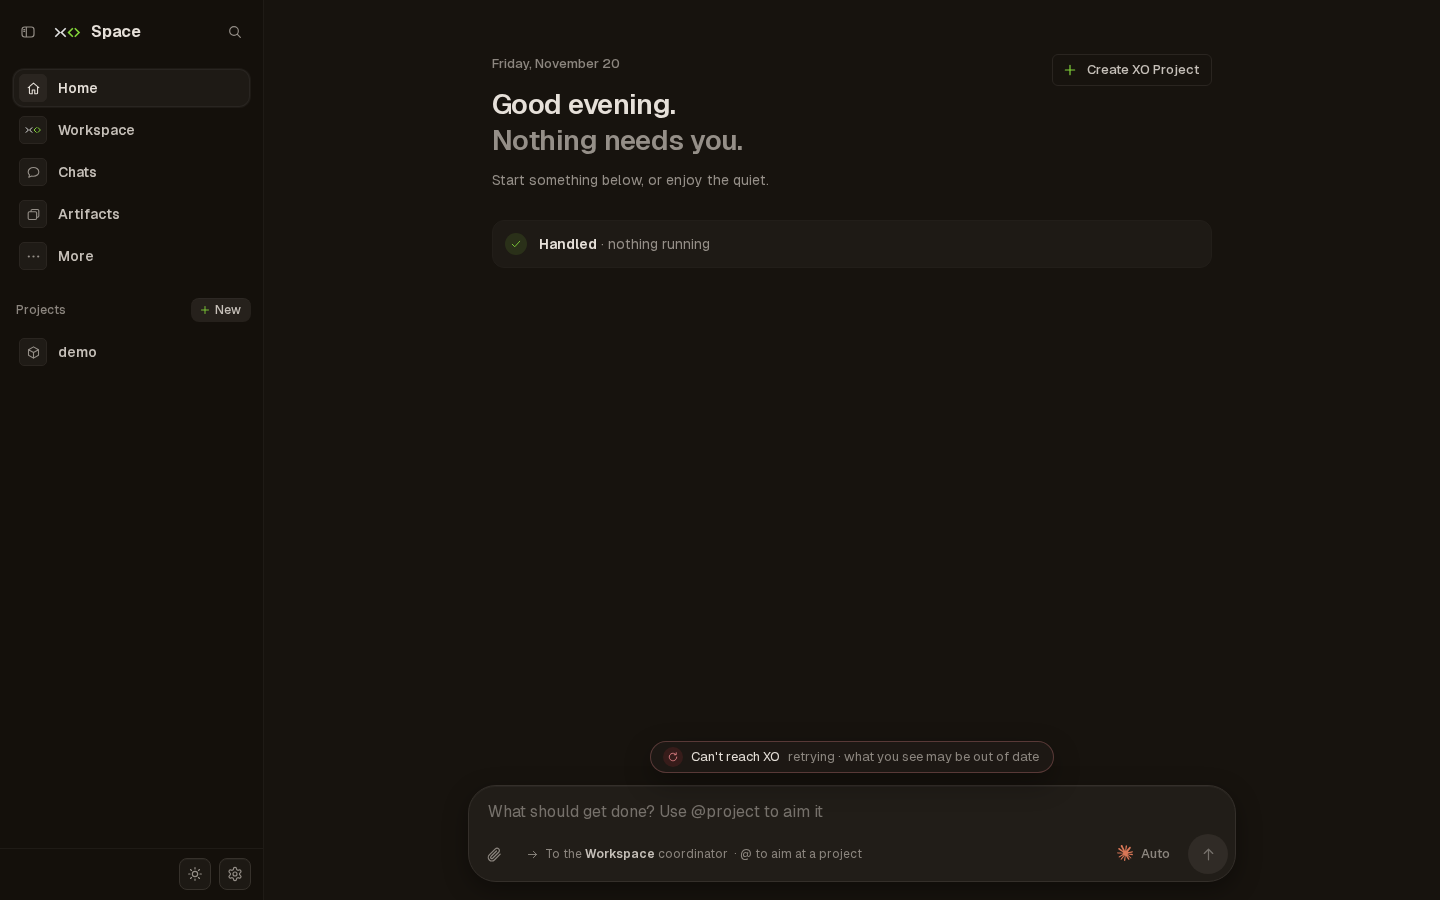 Space
Home
Workspace
Chats
Artifacts
More
Projects
New
demo
Friday, November 20
Create XO Project
Good evening.
Nothing needs you.
Start something below, or enjoy the quiet.
Handled · nothing running
Can't reach XO retrying · what you see may be out of date
What should get done? Use @project to aim it
→ To the Workspace coordinator · @ to aim at a project
Auto